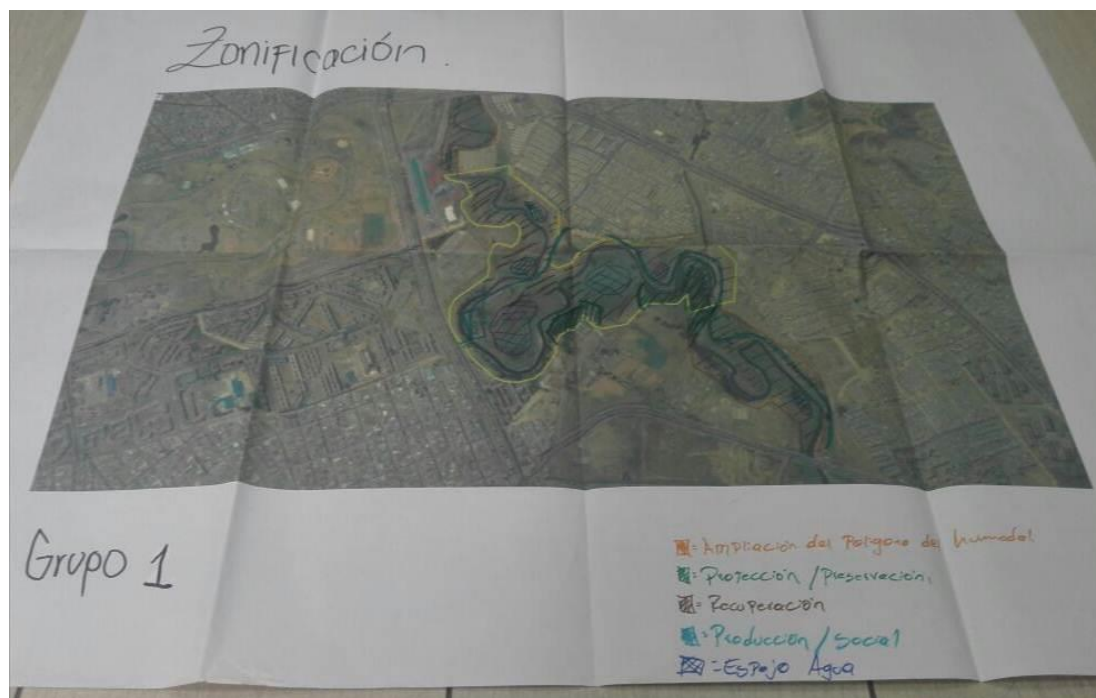 Zonificación.
Grupo 1
= Ampliación del Poligono del humedal
= Protección / Preservación,
= Recuperación
= Producción / Social
= Espejo Agua